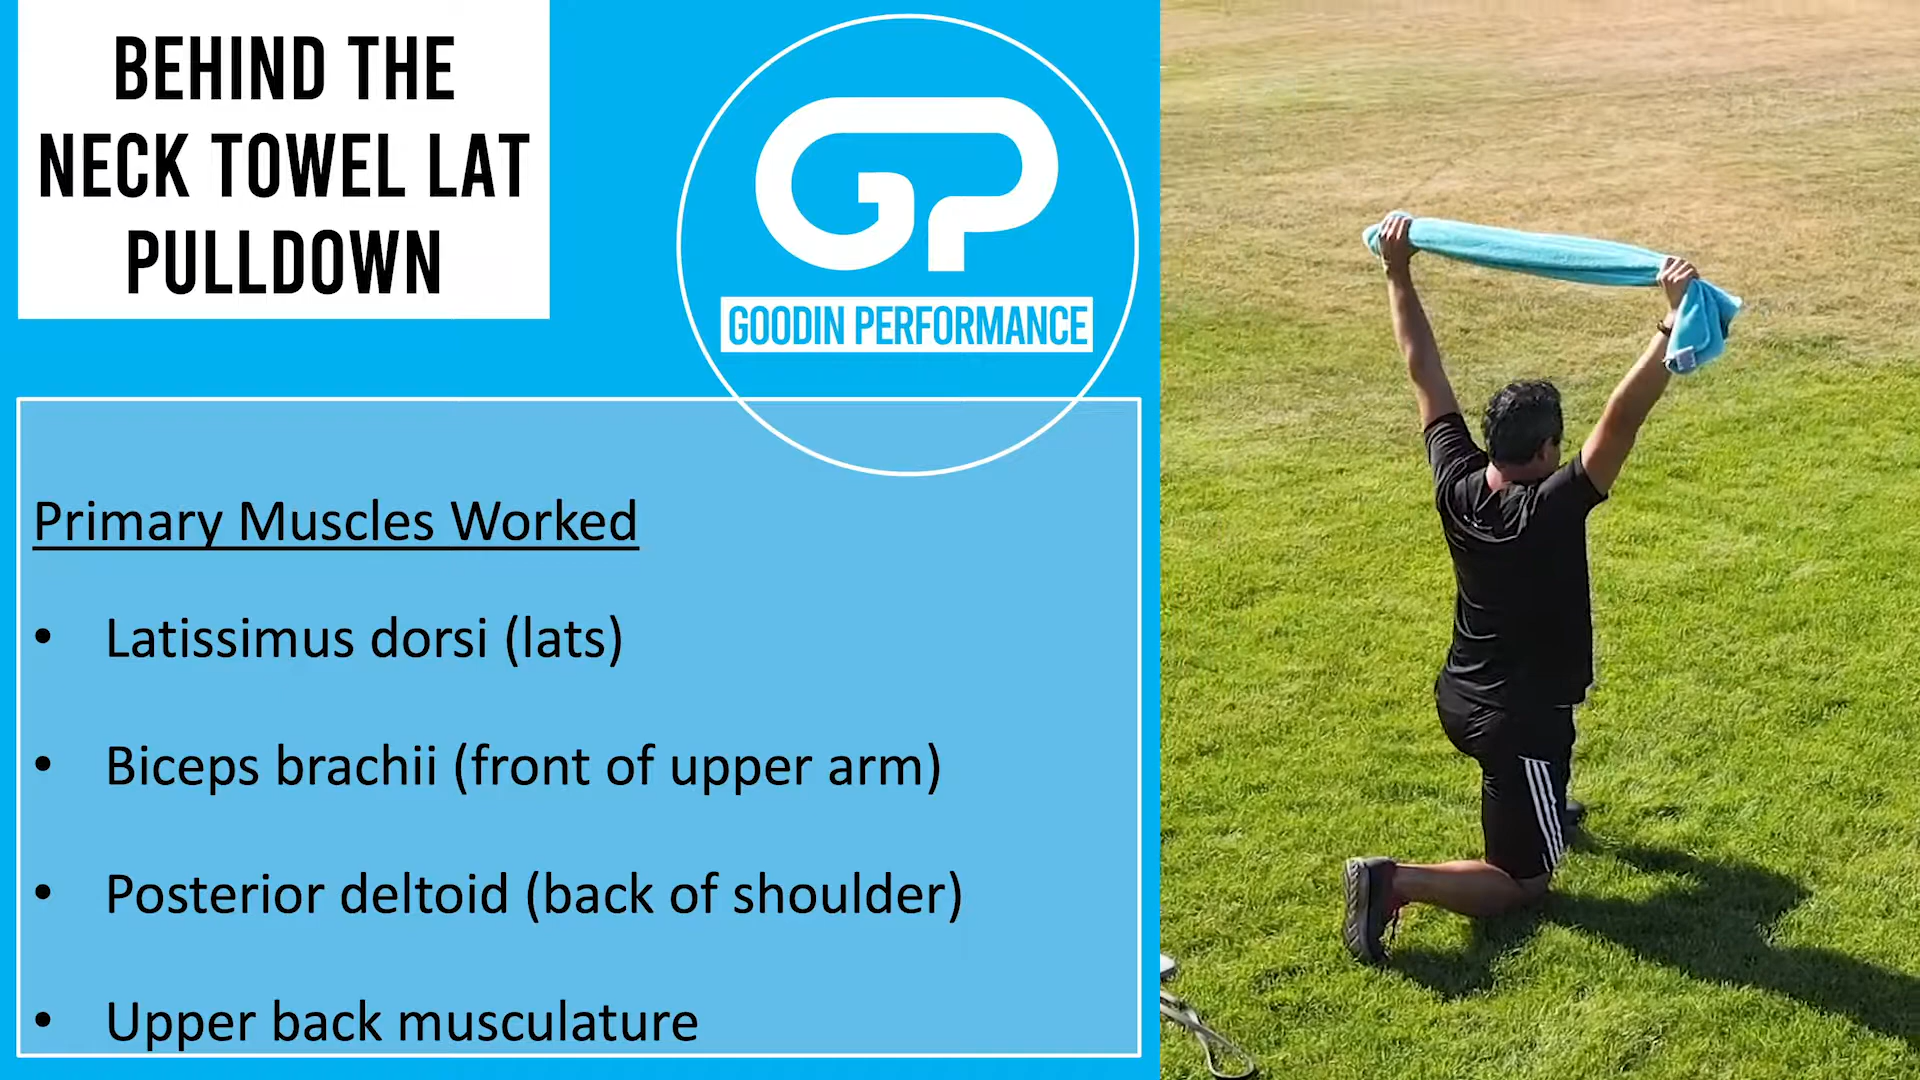 BEHIND THE
NECK TOWEL LAT
PULLDOWN
GP
GOODIN PERFORMANCE
Primary Muscles Worked
• Latissimus dorsi (lats)
• Biceps brachii (front of upper arm)
• Posterior deltoid (back of shoulder)
• Upper back musculature